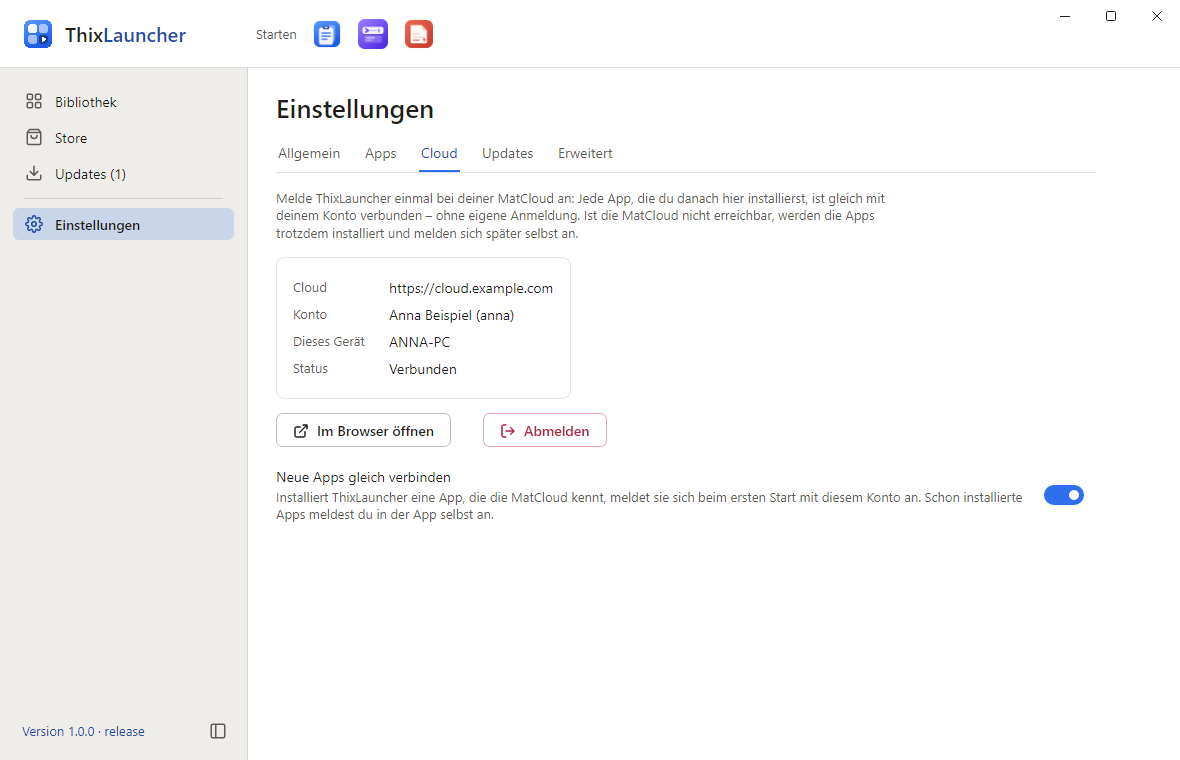 ThixLauncher
Starten
Bibliothek
Store
Updates (1)
Einstellungen
Version 1.0.0 · release
Einstellungen
Allgemein Apps Cloud Updates Erweitert
Melde ThixLauncher einmal bei deiner MatCloud an: Jede App, die du danach hier installierst, ist gleich mit
deinem Konto verbunden – ohne eigene Anmeldung. Ist die MatCloud nicht erreichbar, werden die Apps
trotzdem installiert und melden sich später selbst an.
Cloud https://cloud.example.com
Konto Anna Beispiel (anna)
Dieses Gerät ANNA-PC
Status Verbunden
Im Browser öffnen Abmelden
Neue Apps gleich verbinden
Installiert ThixLauncher eine App, die die MatCloud kennt, meldet sie sich beim ersten Start mit diesem Konto an. Schon installierte
Apps meldest du in der App selbst an.